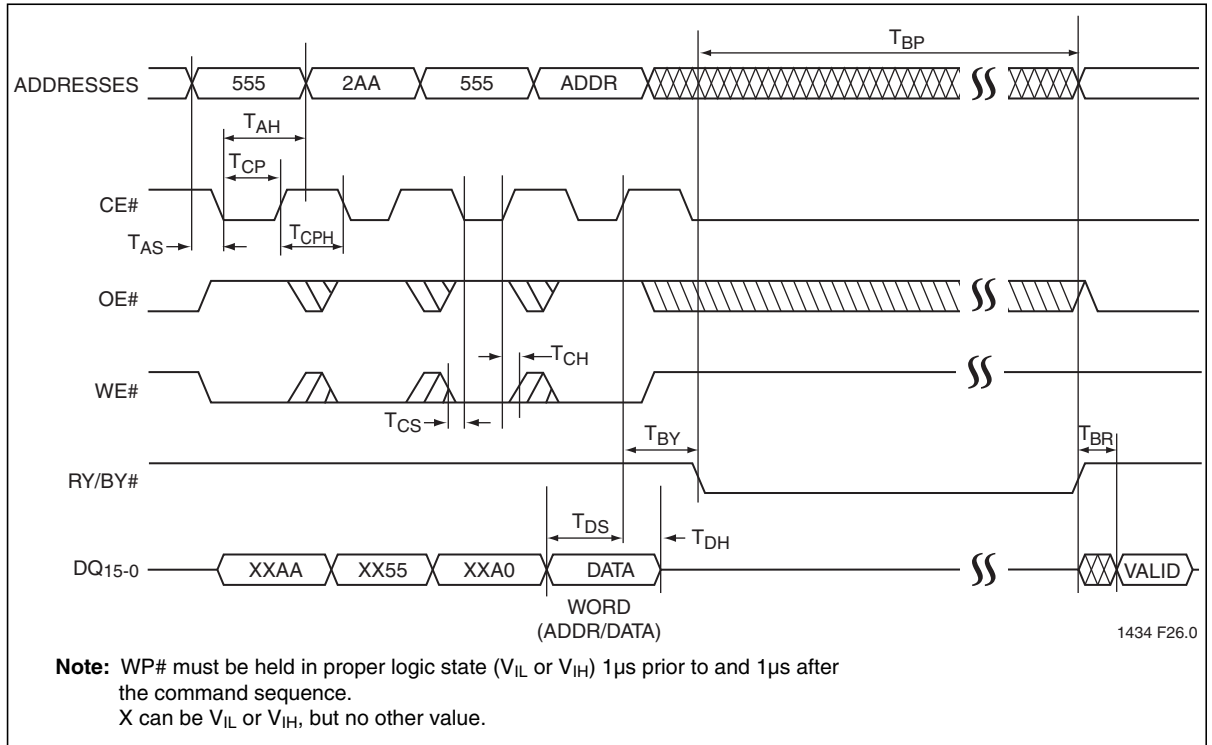 T_BP
ADDRESSES 555 2AA 555 ADDR
T_AH
T_CP
CE#
T_AS T_CPH
OE#
T_CH
WE#
T_CS
T_BY T_BR
RY/BY#
T_DS T_DH
DQ15-0 XXAA XX55 XXA0 DATA VALID
WORD
(ADDR/DATA)
1434 F26.0
Note: WP# must be held in proper logic state (V_IL or V_IH) 1µs prior to and 1µs after
the command sequence.
X can be V_IL or V_IH, but no other value.